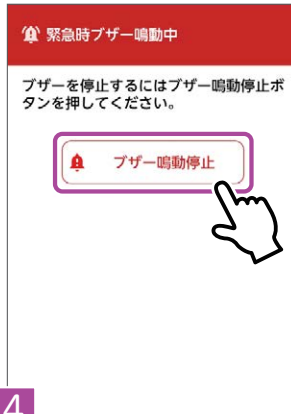 緊急時ブザー鳴動中
ブザーを停止するにはブザー鳴動停止ボ
タンを押してください。
ブザー鳴動停止
4